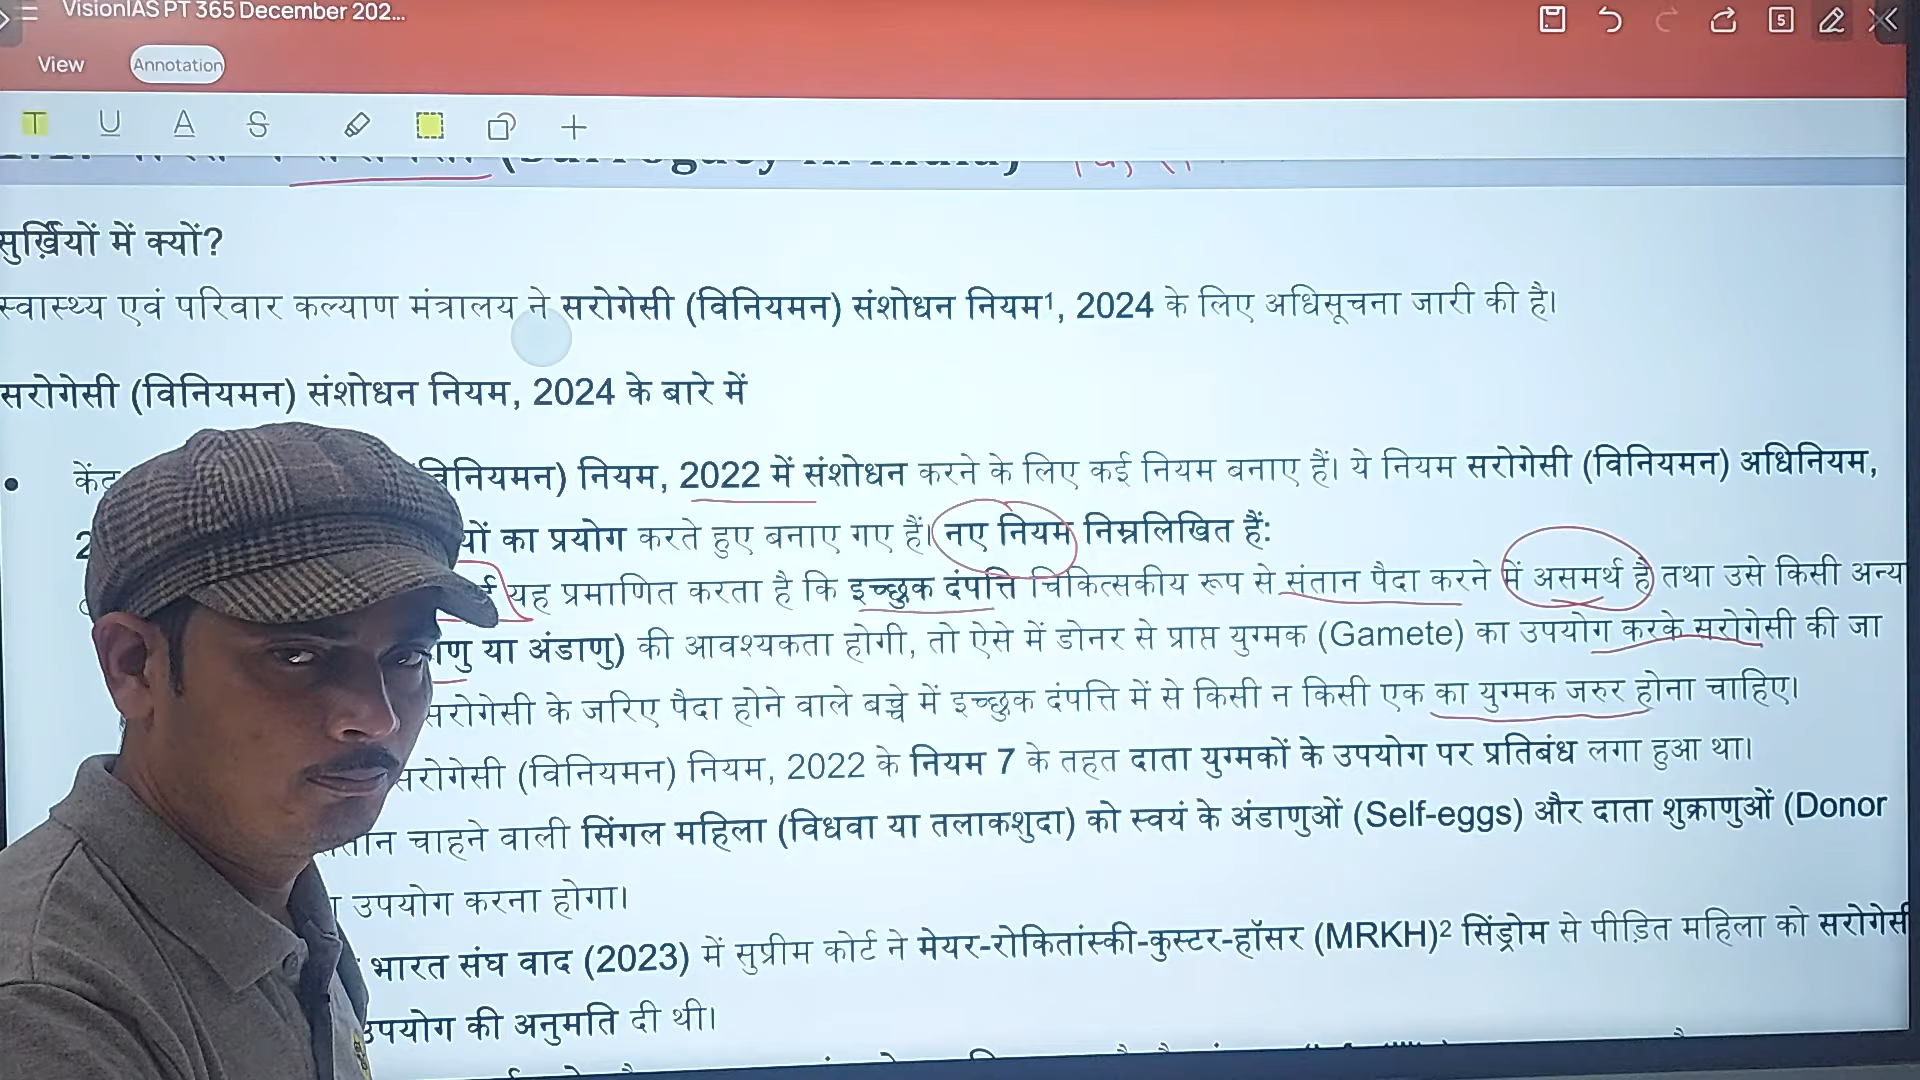 VisionIAS PT 365 December 202...
View Annotation
T U A S
5
(Surrogacy in India)
सुर्ख़ियों में क्यों?
स्वास्थ्य एवं परिवार कल्याण मंत्रालय ने सरोगेसी (विनियमन) संशोधन नियम¹, 2024 के लिए अधिसूचना जारी की है।
सरोगेसी (विनियमन) संशोधन नियम, 2024 के बारे में
विनियमन) नियम, 2022 में संशोधन करने के लिए कई नियम बनाए हैं। ये नियम सरोगेसी (विनियमन) अधिनियम,
का प्रयोग करते हुए बनाए गए हैं। नए नियम निम्नलिखित हैं:
यह प्रमाणित करता है कि इच्छुक दंपत्ति चिकित्सकीय रूप से संतान पैदा करने में असमर्थ है तथा उसे किसी अन्य
या अंडाणु) की आवश्यकता होगी, तो ऐसे में डोनर से प्राप्त युग्मक (Gamete) का उपयोग करके सरोगेसी की जा
सरोगेसी के जरिए पैदा होने वाले बच्चे में इच्छुक दंपत्ति में से किसी न किसी एक का युग्मक जरुर होना चाहिए।
सरोगेसी (विनियमन) नियम, 2022 के नियम 7 के तहत दाता युग्मकों के उपयोग पर प्रतिबंध लगा हुआ था।
चाहने वाली सिंगल महिला (विधवा या तलाकशुदा) को स्वयं के अंडाणुओं (Self-eggs) और दाता शुक्राणुओं (Donor
उपयोग करना होगा।
भारत संघ वाद (2023) में सुप्रीम कोर्ट ने मेयर-रोकितांस्की-कुस्टर-हॉसर (MRKH)² सिंड्रोम से पीड़ित महिला को सरोगेसी
उपयोग की अनुमति दी थी।